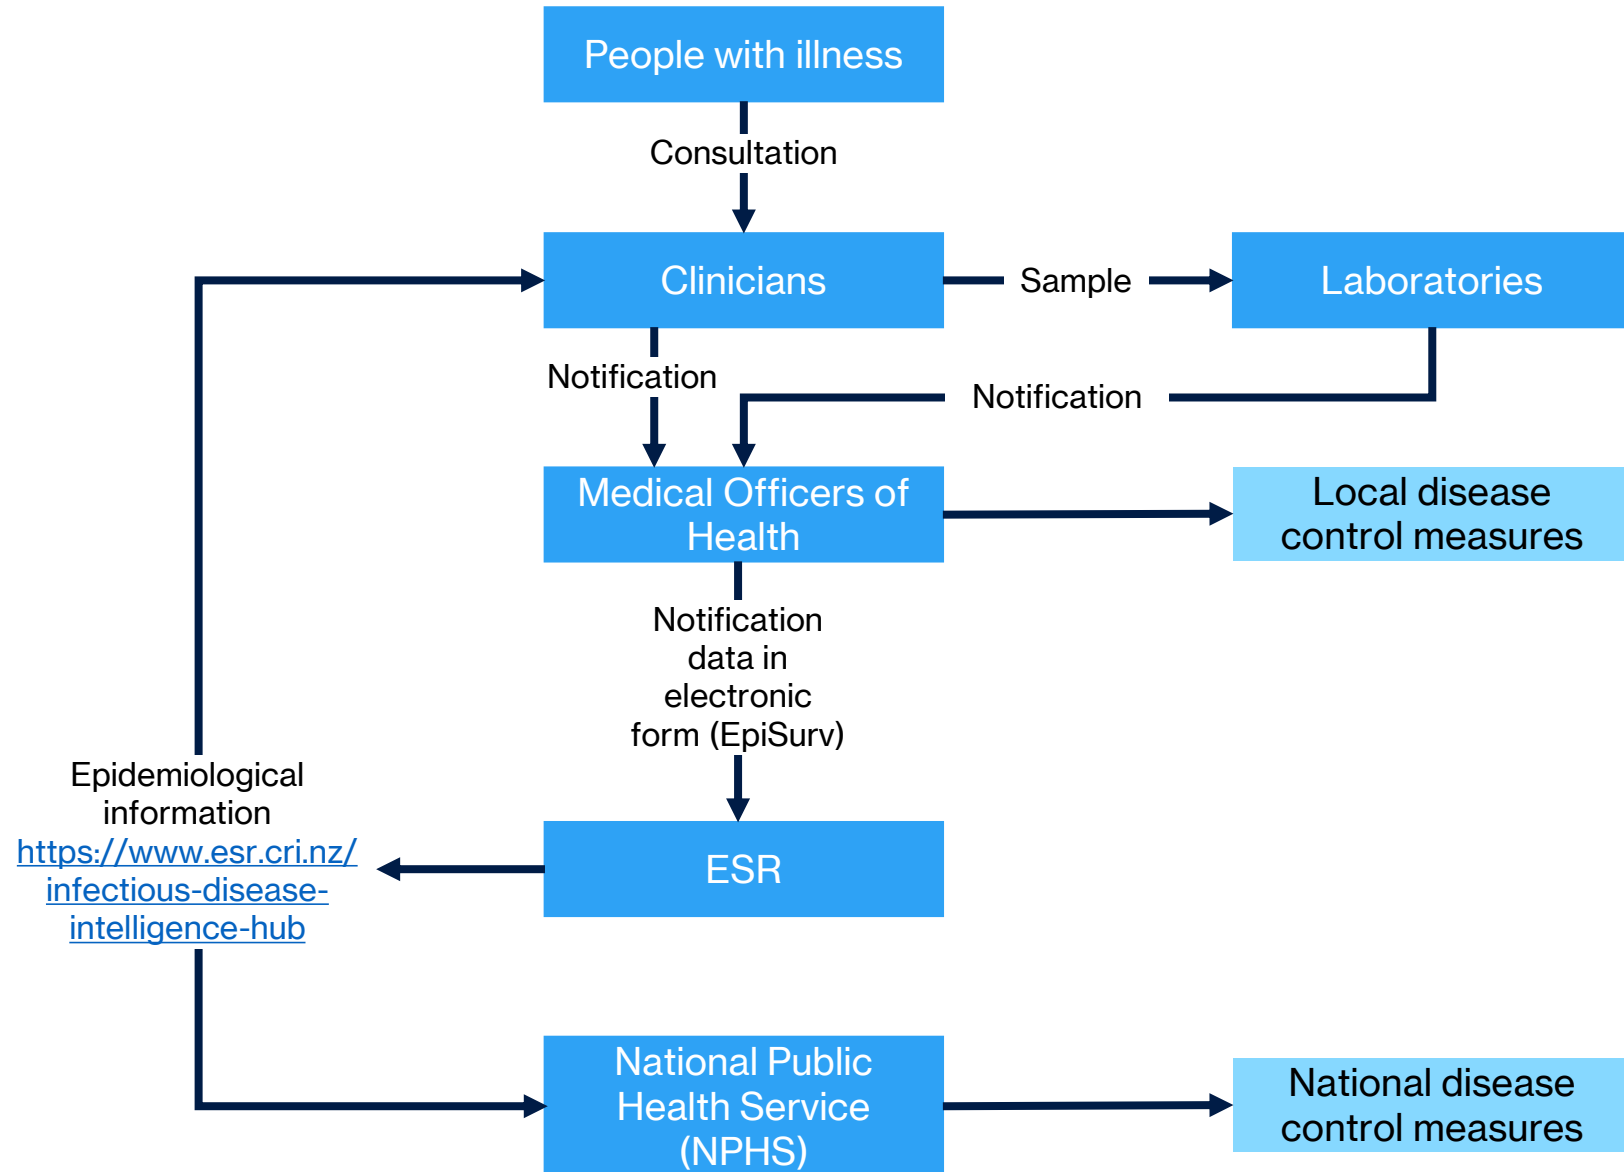 People with illness
Consultation
Clinicians
Sample
Laboratories
Notification
Notification
Medical Officers of
Health
Local disease
control measures
Notification
data in
electronic
form (EpiSurv)
Epidemiological
information
https://www.esr.cri.nz/
infectious-disease-
intelligence-hub
ESR
National Public
Health Service
(NPHS)
National disease
control measures